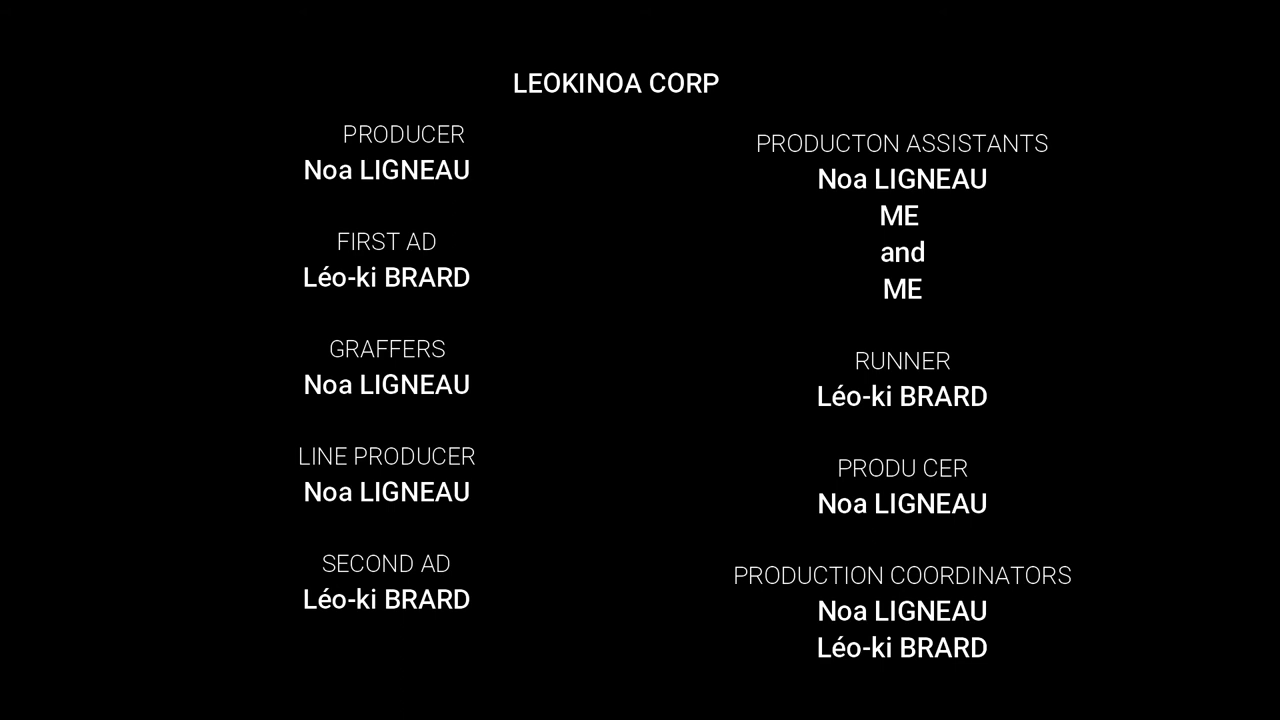 LEOKINOA CORP
PRODUCER
Noa LIGNEAU
FIRST AD
Léo-ki BRARD
GRAFFERS
Noa LIGNEAU
LINE PRODUCER
Noa LIGNEAU
SECOND AD
Léo-ki BRARD
PRODUCTON ASSISTANTS
Noa LIGNEAU
ME
and
ME
RUNNER
Léo-ki BRARD
PRODU CER
Noa LIGNEAU
PRODUCTION COORDINATORS
Noa LIGNEAU
Léo-ki BRARD